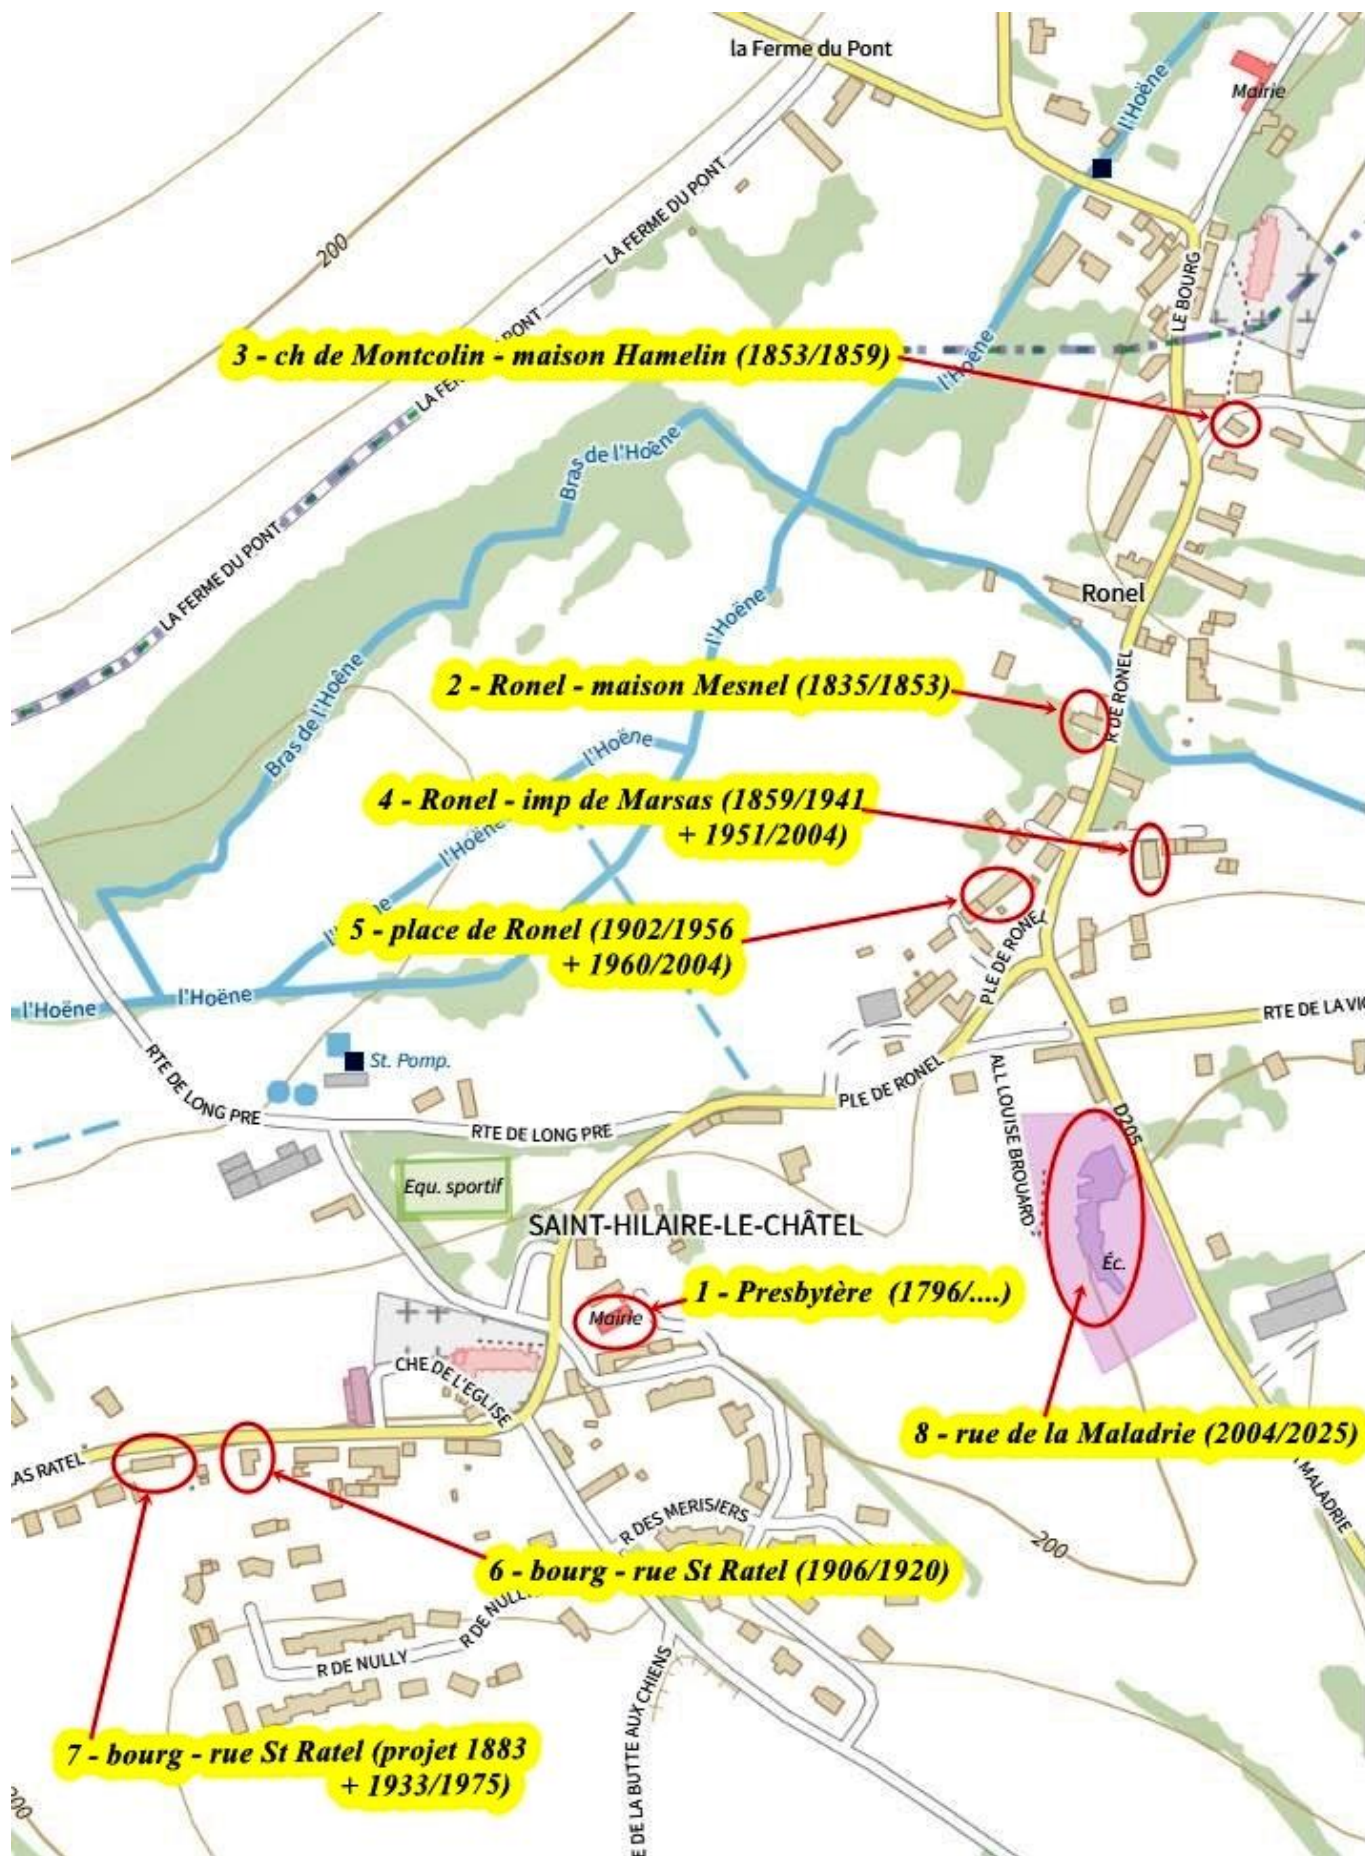 la Ferme du Pont
l'Hoëne
Mairie
200
LA FERME DU PONT
LE BOURG
PONT
3 - ch de Montcolin - maison Hamelin (1853/1859)
l'Hoëne
LA FER
Bras de l'Hoêne
LA FERME DU PONT
Ronel
l'Hoëne
R DE RONEL
2 - Ronel - maison Mesnel (1835/1853)
Bras de l'Hoêne
l'Hoëne
4 - Ronel - imp de Marsas (1859/1941
+ 1951/2004)
l'Hoëne
5 - place de Ronel (1902/1956
+ 1960/2004)
PLE DE RONEL
l'Hoëne
l'Hoëne
RTE DE LA VIG
St. Pomp.
RTE DE LONG PRE
PLE DE RONEL
ALL LOUISE BROUARD
D205
RTE DE LONG PRE
Equ. sportif
SAINT-HILAIRE-LE-CHÂTEL
Éc.
1 - Presbytère (1796/....)
Mairie
CHE DE L'EGLISE
8 - rue de la Maladrie (2004/2025)
AS RATEL
MALADRIE
R DES MERISIERS
200
6 - bourg - rue St Ratel (1906/1920)
R DE NULLY
R DE NULLY
E DE LA BUTTE AUX CHIENS
7 - bourg - rue St Ratel (projet 1883
+ 1933/1975)
200